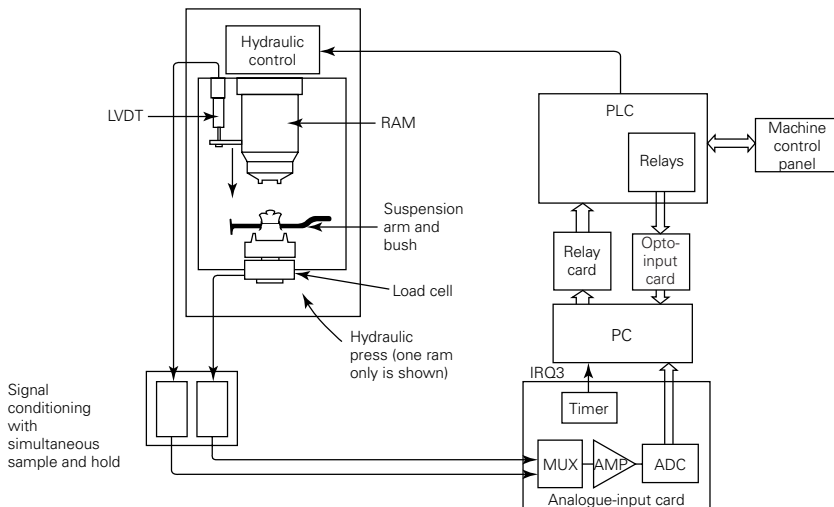 Hydraulic
control
LVDT
RAM
PLC
Relays
Machine
control
panel
Suspension
arm and
bush
Relay
card
Opto-
input
card
Load cell
Hydraulic
press (one ram
only is shown)
PC
IRQ3
Timer
Signal
conditioning
with
simultaneous
sample and hold
MUX
AMP
ADC
Analogue-input card